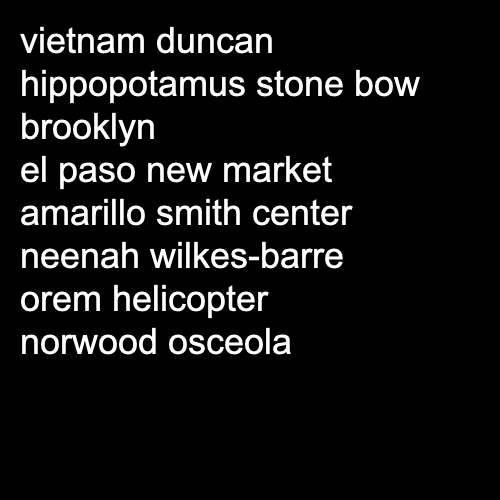 vietnam duncan
hippopotamus stone bow
brooklyn
el paso new market
amarillo smith center
neenah wilkes-barre
orem helicopter
norwood osceola